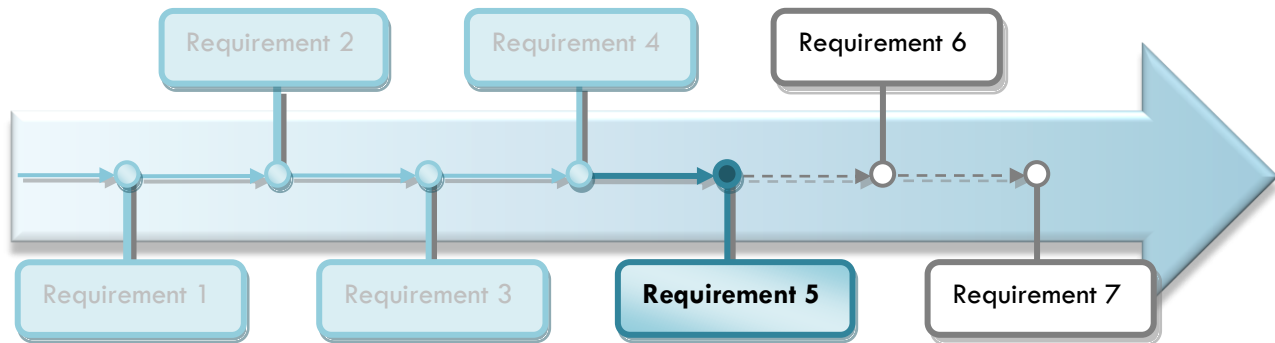 Requirement 2
Requirement 4
Requirement 6
Requirement 1
Requirement 3
Requirement 5
Requirement 7